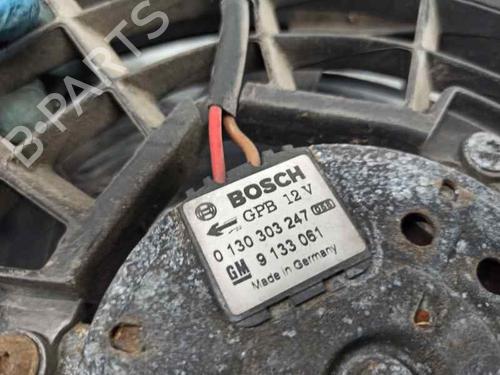 B-PARTS
BOSCH
GPB 12 V
0 130 303 247
GM 9 133 061
Made in Germany